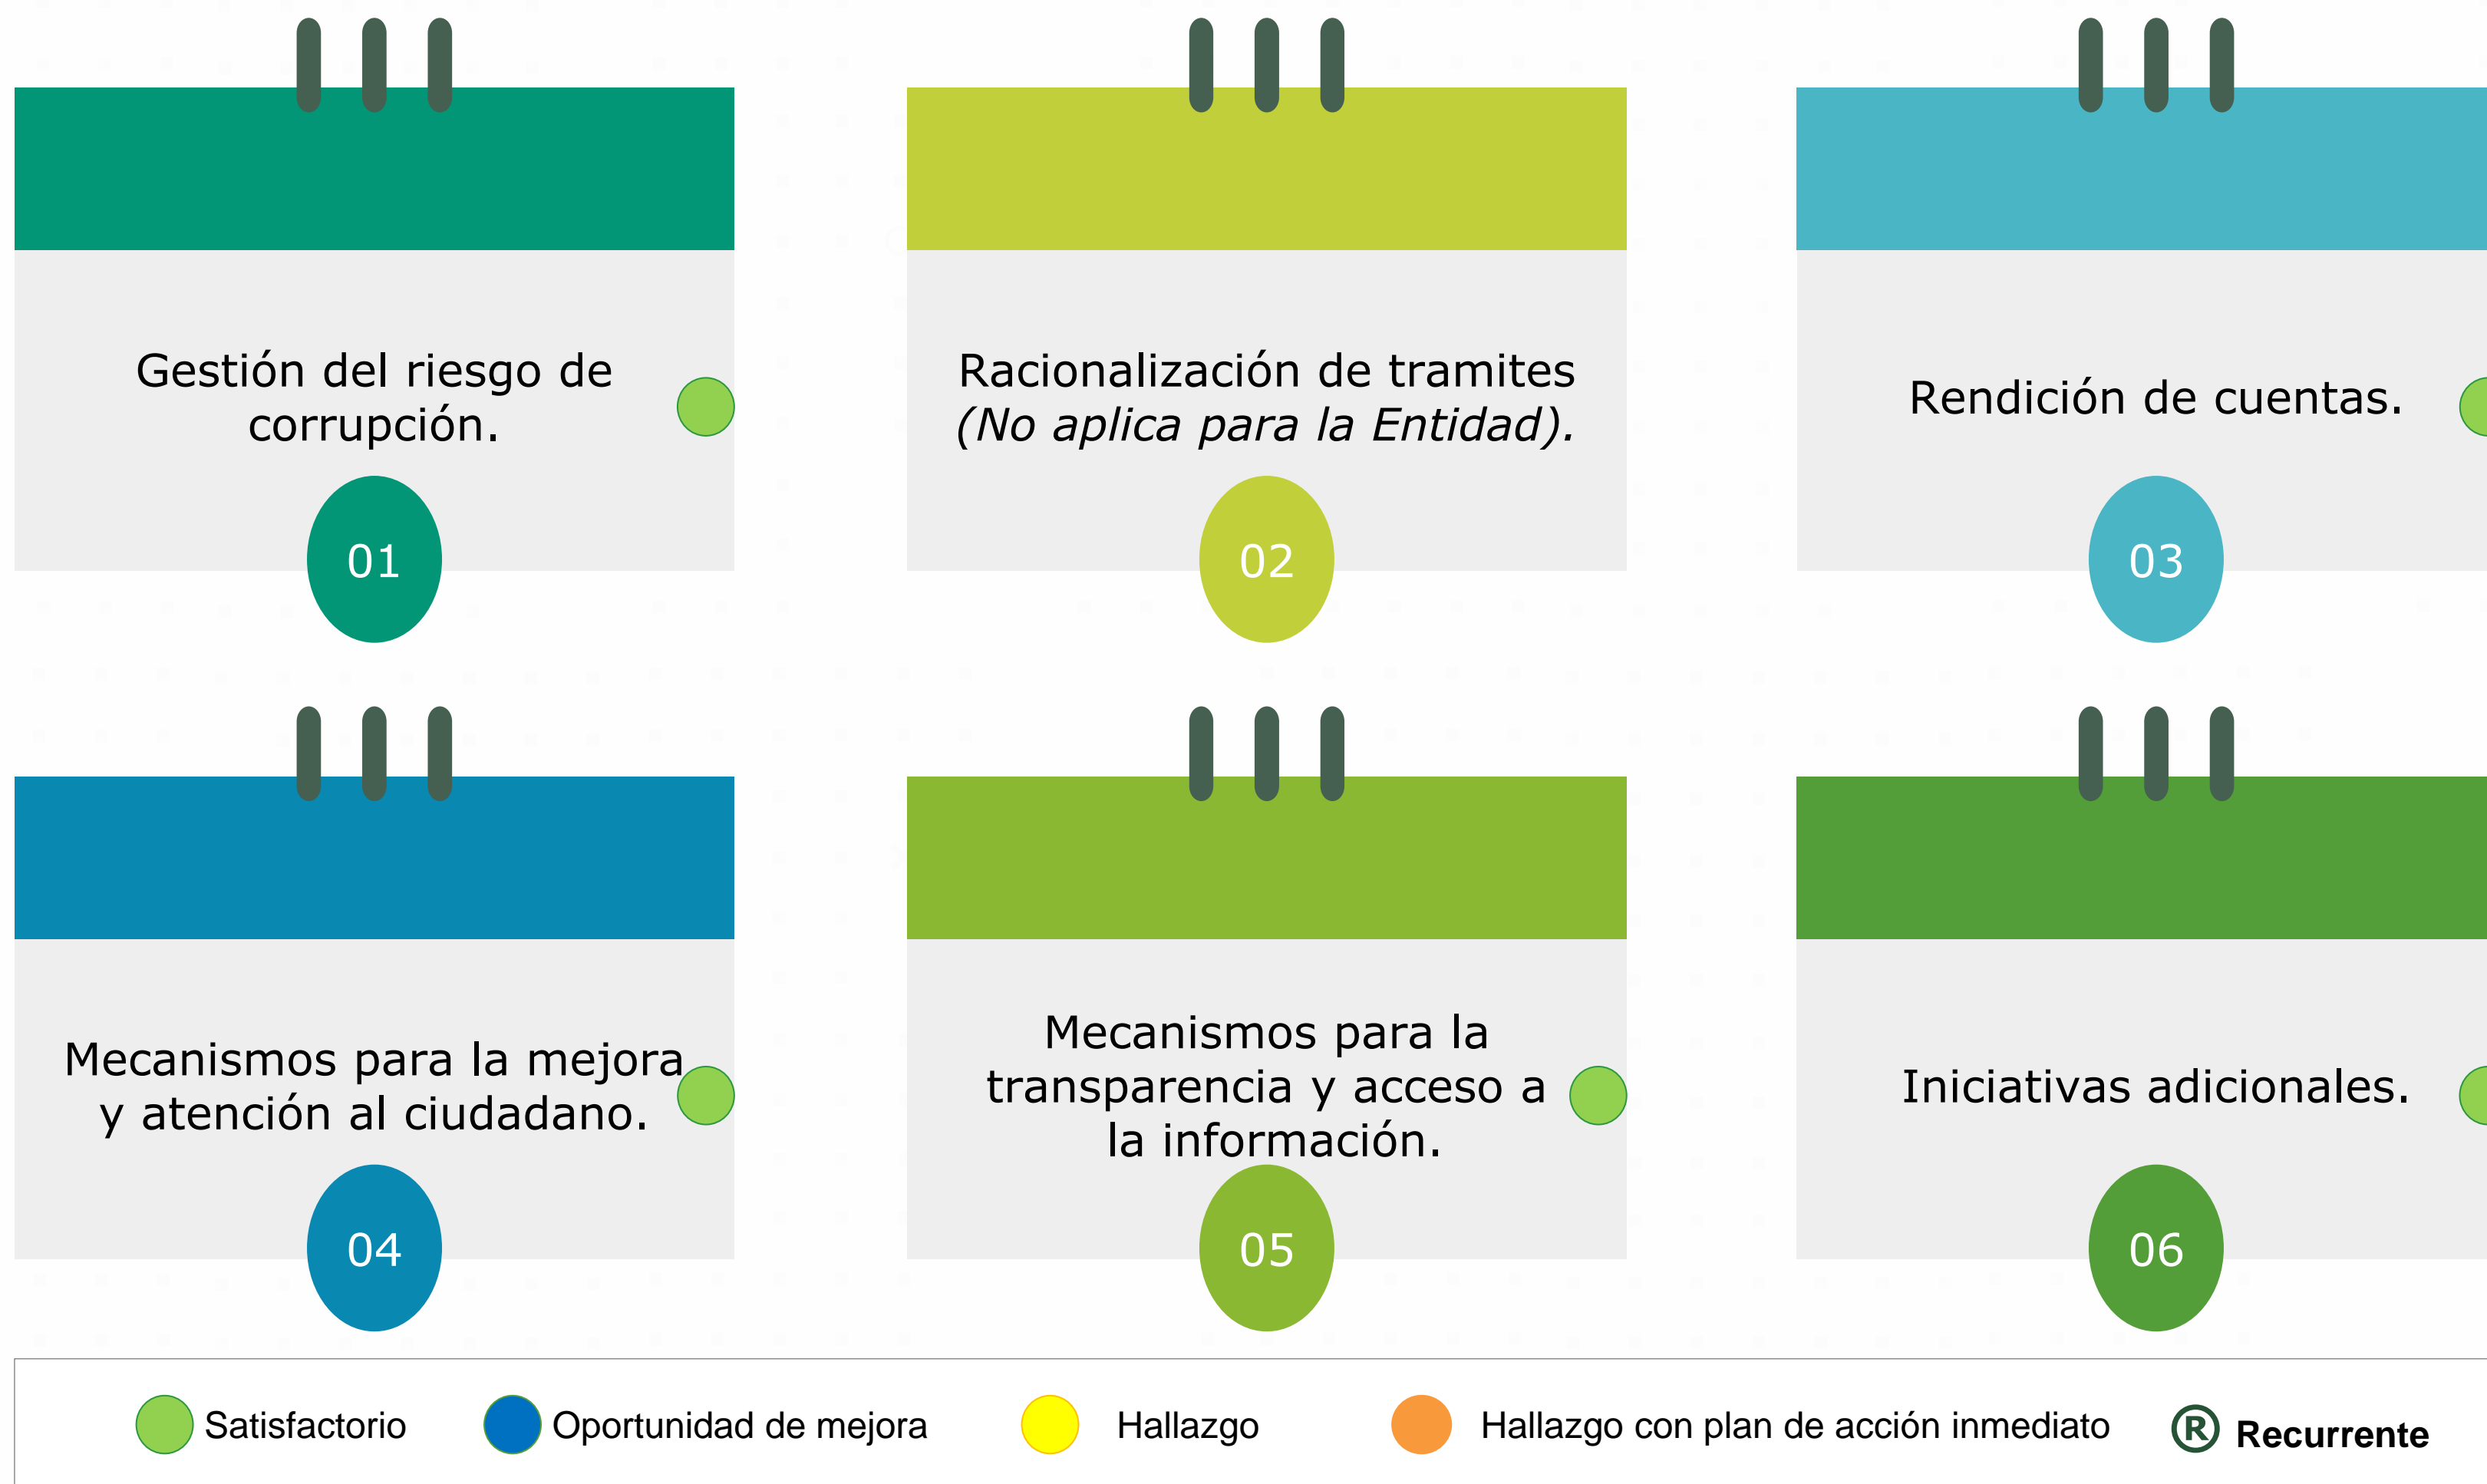 Gestión del riesgo de
corrupción.
01
Racionalización de tramites
(No aplica para la Entidad).
02
Rendición de cuentas.
03
Mecanismos para la mejora
y atención al ciudadano.
04
Mecanismos para la
transparencia y acceso a
la información.
05
Iniciativas adicionales.
06
Satisfactorio
Oportunidad de mejora
Hallazgo
Hallazgo con plan de acción inmediato
® Recurrente